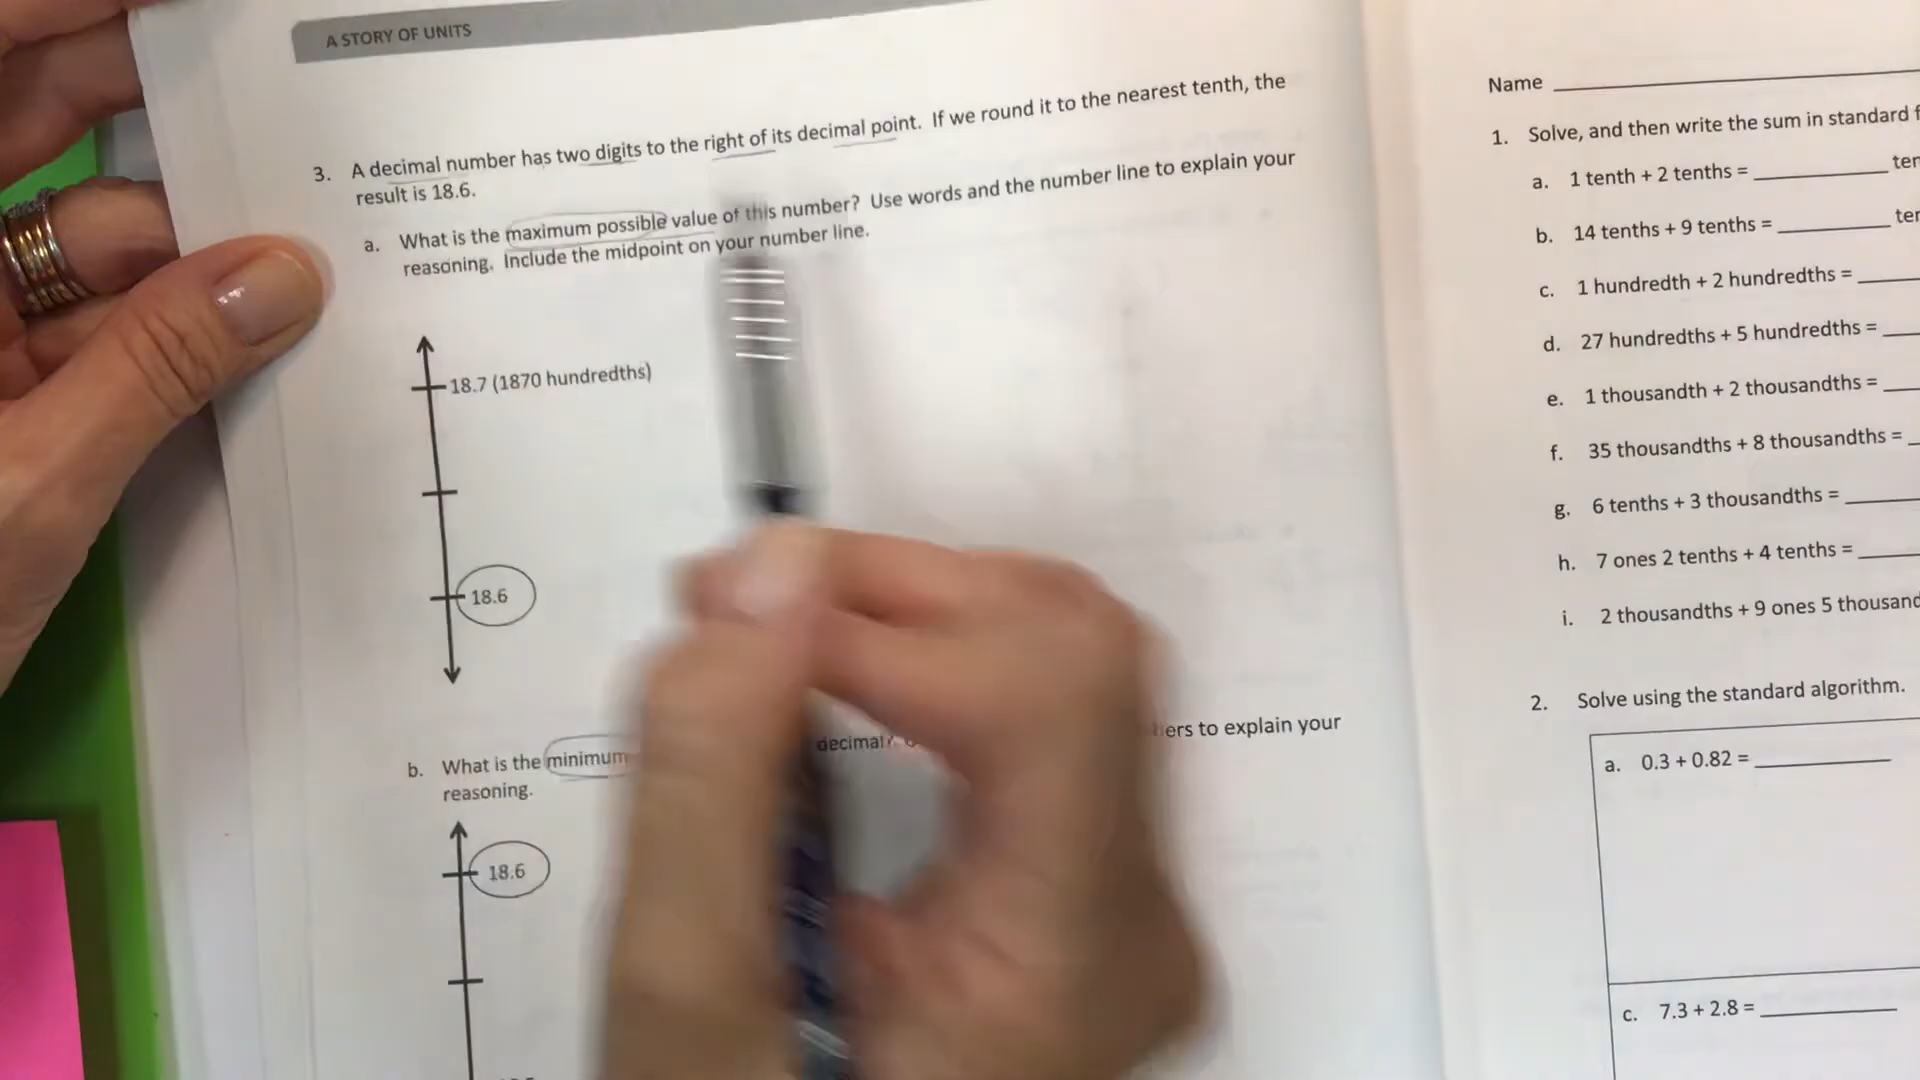 A STORY OF UNITS
3. A decimal number has two digits to the right of its decimal point. If we round it to the nearest tenth, the
result is 18.6.
a. What is the maximum possible value of this number? Use words and the number line to explain your
reasoning. Include the midpoint on your number line.
18.7 (1870 hundredths)
18.6
b. What is the minimum decimal to explain your
reasoning.
18.6
Name
1. Solve, and then write the sum in standard
a. 1 tenth + 2 tenths =
b. 14 tenths + 9 tenths =
c. 1 hundredth + 2 hundredths =
d. 27 hundredths + 5 hundredths =
e. 1 thousandth + 2 thousandths =
f. 35 thousandths + 8 thousandths =
g. 6 tenths + 3 thousandths =
h. 7 ones 2 tenths + 4 tenths =
i. 2 thousandths + 9 ones 5 thousand
2. Solve using the standard algorithm.
a. 0.3 + 0.82 =
c. 7.3 + 2.8 =